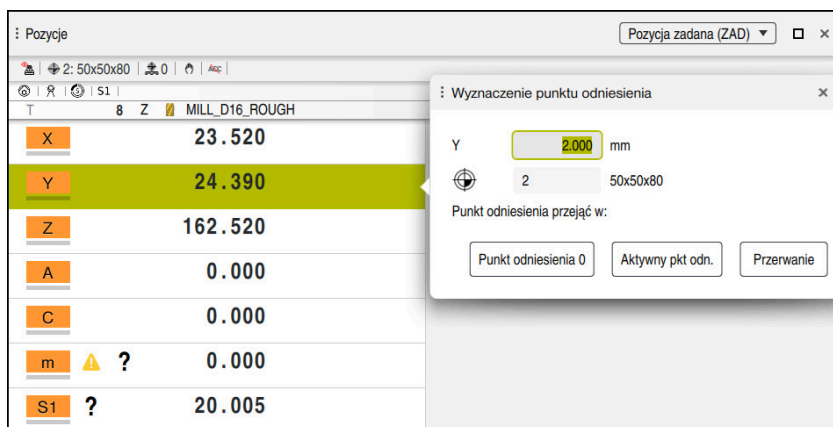 Pozycje
Pozycja zadana (ZAD)
2: 50x50x80 0 Acc
S1
T 8 Z MILL_D16_ROUGH
X 23.520
Y 24.390
Z 162.520
A 0.000
C 0.000
m ? 0.000
S1 ? 20.005
Wyznaczenie punktu odniesienia
Y 2.000 mm
2 50x50x80
Punkt odniesienia przejąć w:
Punkt odniesienia 0 Aktywny pkt odn. Przerwanie